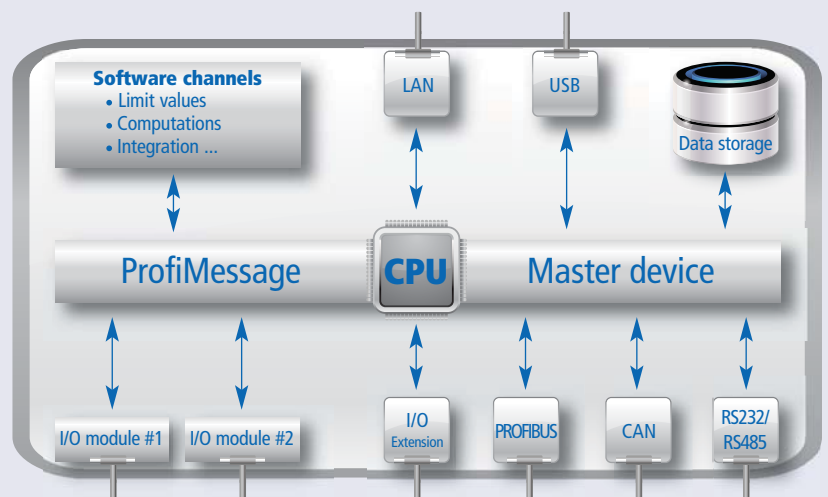 Software channels
• Limit values
• Computations
• Integration ...
LAN
USB
Data storage
ProfiMessage
CPU
Master device
I/O module #1
I/O module #2
I/O
Extension
PROFIBUS
CAN
RS232/
RS485